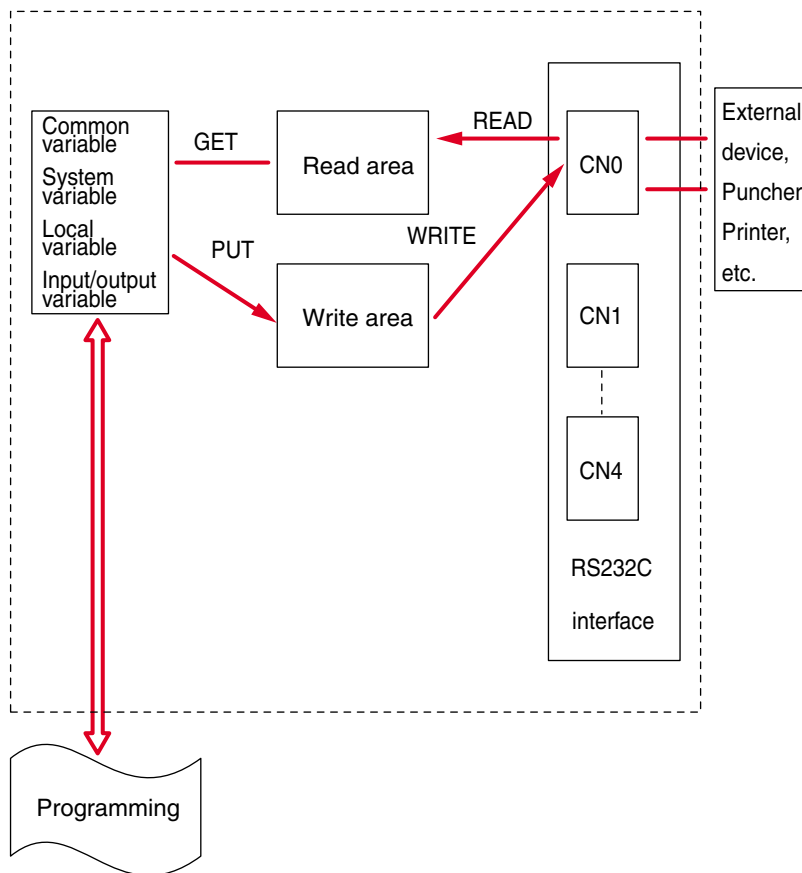 Common
variable
System
variable
Local
variable
Input/output
variable
GET
Read area
READ
CN0
External
device,
Puncher
Printer,
etc.
PUT
WRITE
Write area
CN1
CN4
RS232C
interface
Programming